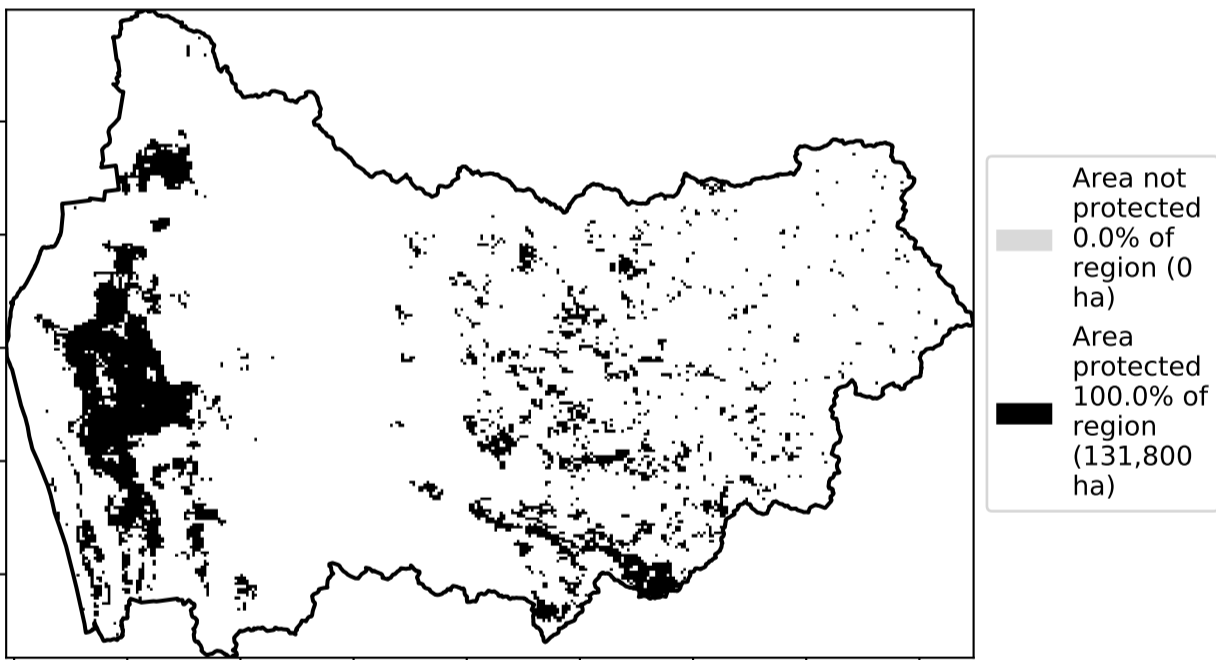 Area not
protected
0.0% of
region (0
ha)
Area
protected
100.0% of
region
(131,800
ha)